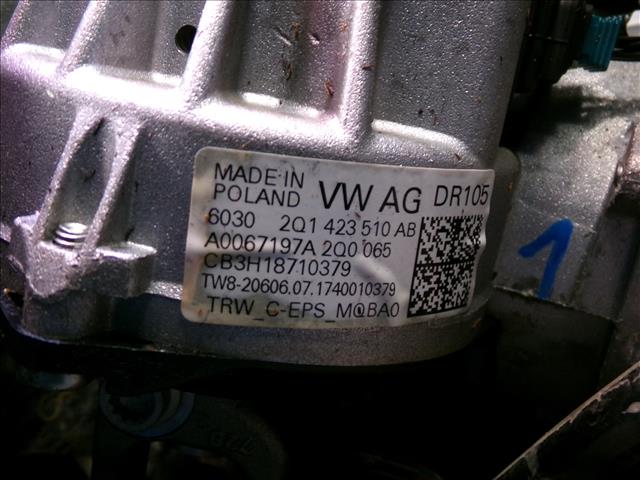 MADE IN
POLAND VW AG DR105
6030 2Q1 423 510 AB
A0067197A 2Q0 065
CB3H18710379
TW8-20606.07.1740010379
TRW_C-EPS_MQBA0
1